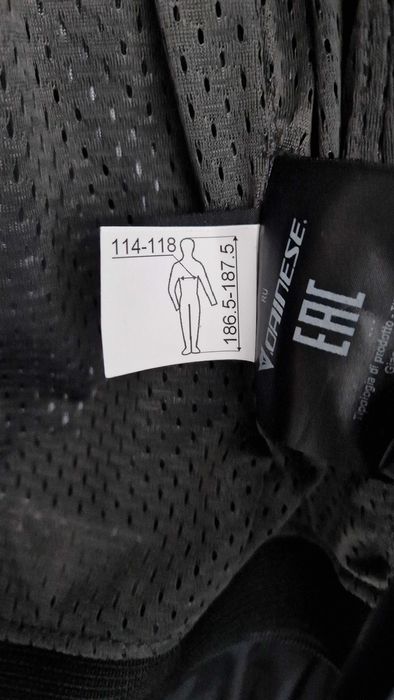 114-118
186.5-187.5
RU
DAINESE®
EAC
Tipologia di prodotto